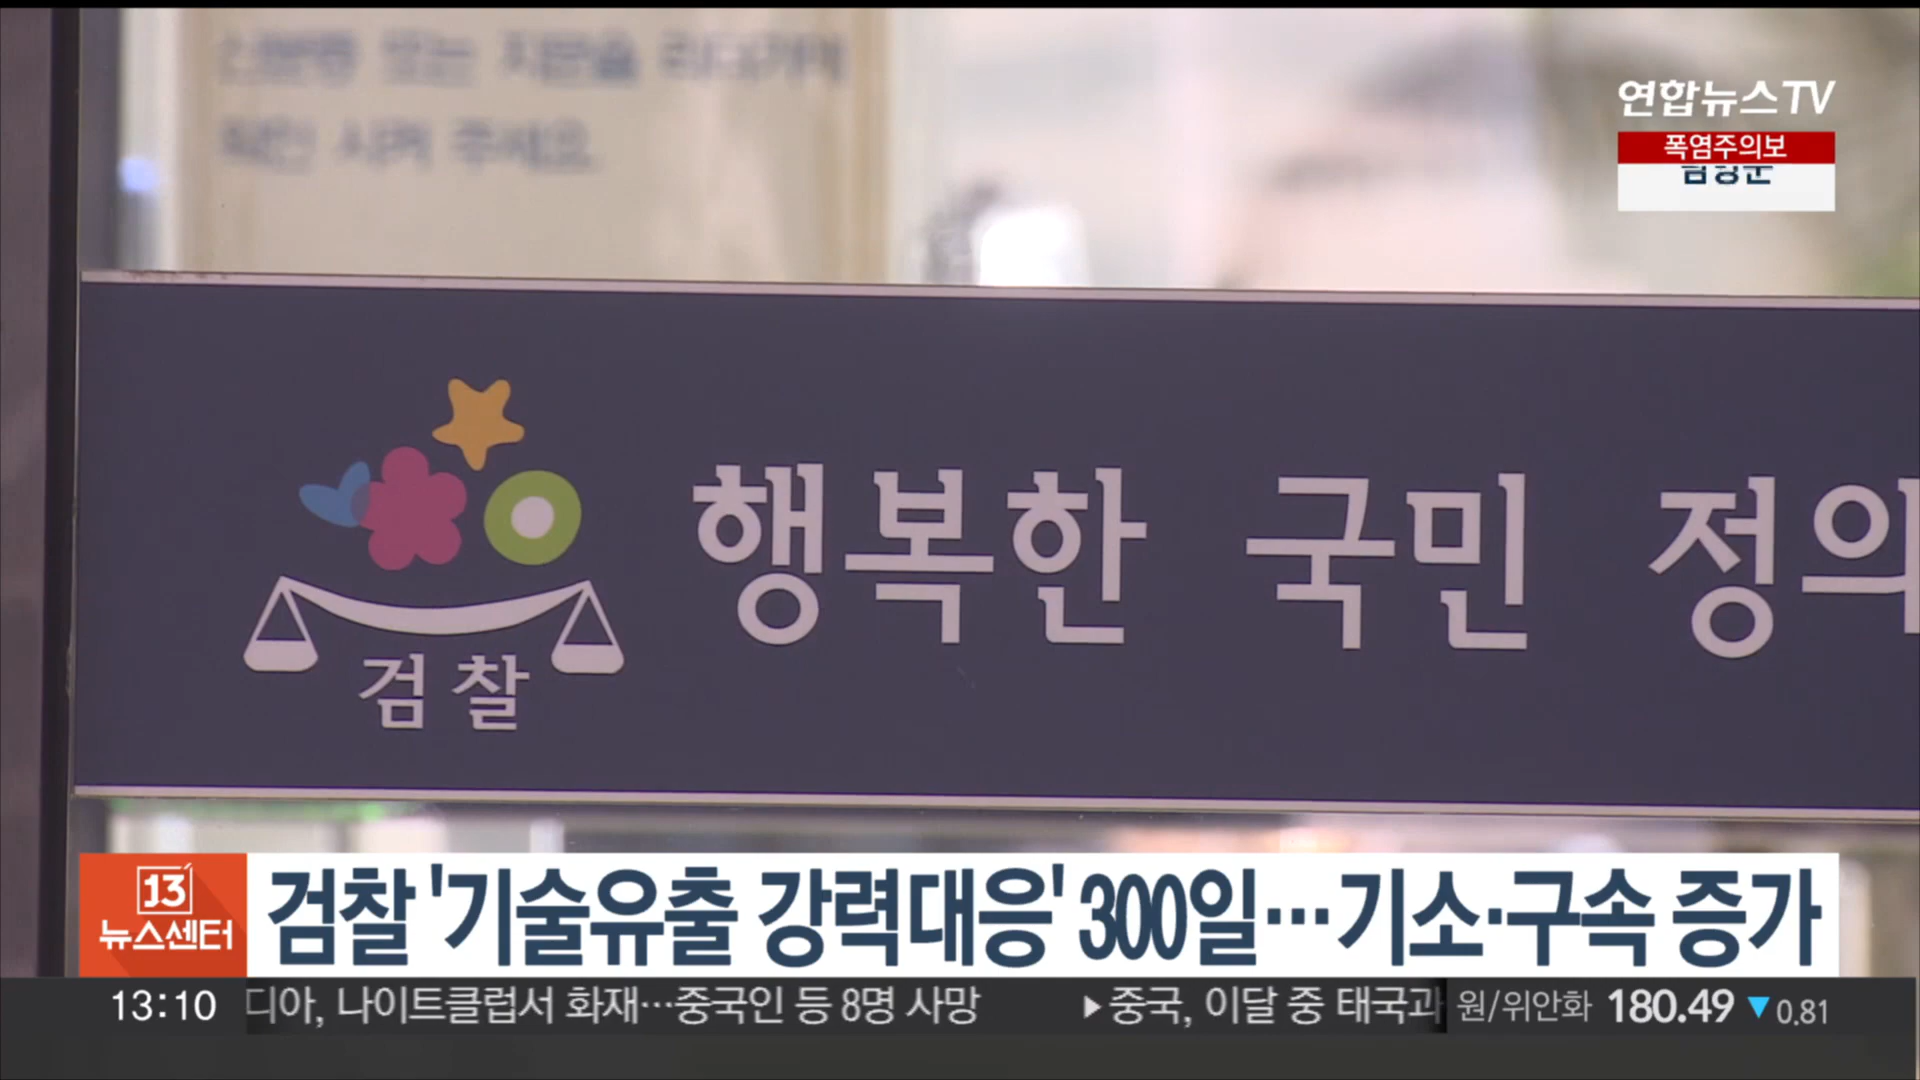 주세요
연합뉴스TV
폭염주의보
행복한 국민 정의
검찰
13
뉴스센터
검찰 '기술유출 강력대응' 300일…기소·구속 증가
13:10 디아, 나이트클럽서 화재…중국인 등 8명 사망 ▶중국, 이달 중 태국과 원/위안화 180.49 ▼0.81